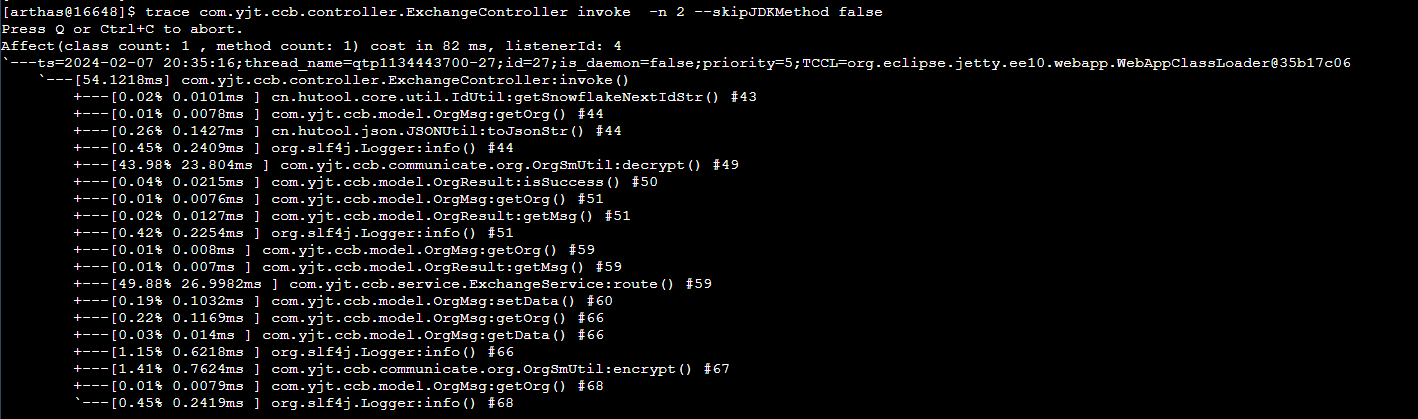 [arthas@16648]$ trace com.yjt.ccb.controller.ExchangeController invoke  -n 2 --skipJDKMethod false
Press Q or Ctrl+C to abort.
Affect(class count: 1 , method count: 1) cost in 82 ms, listenerId: 4
`---ts=2024-02-07 20:35:16;thread_name=qtp1134443700-27;id=27;is_daemon=false;priority=5;TCCL=org.eclipse.jetty.ee10.webapp.WebAppClassLoader@35b17c06
    `---[54.1218ms] com.yjt.ccb.controller.ExchangeController:invoke()
        +---[0.02% 0.0101ms ] cn.hutool.core.util.IdUtil:getSnowflakeNextIdStr() #43
        +---[0.01% 0.0078ms ] com.yjt.ccb.model.OrgMsg:getOrg() #44
        +---[0.26% 0.1427ms ] cn.hutool.json.JSONUtil:toJsonStr() #44
        +---[0.45% 0.2409ms ] org.slf4j.Logger:info() #44
        +---[43.98% 23.804ms ] com.yjt.ccb.communicate.org.OrgSmUtil:decrypt() #49
        +---[0.04% 0.0215ms ] com.yjt.ccb.model.OrgResult:isSuccess() #50
        +---[0.01% 0.0076ms ] com.yjt.ccb.model.OrgMsg:getOrg() #51
        +---[0.02% 0.0127ms ] com.yjt.ccb.model.OrgResult:getMsg() #51
        +---[0.42% 0.2254ms ] org.slf4j.Logger:info() #51
        +---[0.01% 0.008ms ] com.yjt.ccb.model.OrgMsg:getOrg() #59
        +---[0.01% 0.007ms ] com.yjt.ccb.model.OrgResult:getMsg() #59
        +---[49.88% 26.9982ms ] com.yjt.ccb.service.ExchangeService:route() #59
        +---[0.19% 0.1032ms ] com.yjt.ccb.model.OrgMsg:setData() #60
        +---[0.22% 0.1169ms ] com.yjt.ccb.model.OrgMsg:getOrg() #66
        +---[0.03% 0.014ms ] com.yjt.ccb.model.OrgMsg:getData() #66
        +---[1.15% 0.6218ms ] org.slf4j.Logger:info() #66
        +---[1.41% 0.7624ms ] com.yjt.ccb.communicate.org.OrgSmUtil:encrypt() #67
        +---[0.01% 0.0079ms ] com.yjt.ccb.model.OrgMsg:getOrg() #68
        `---[0.45% 0.2419ms ] org.slf4j.Logger:info() #68